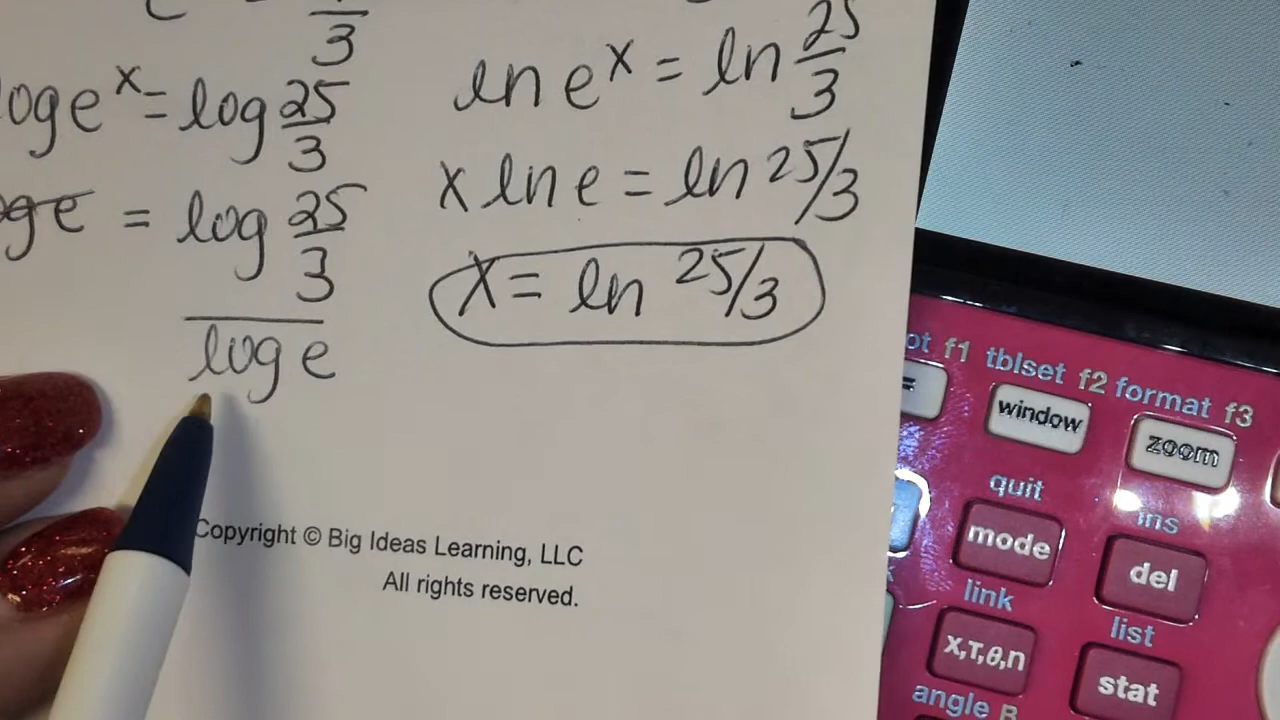 log e^x = log 25/3
= log 25/3
log e
ln e^x = ln 25/3
x ln e = ln 25/3
x = ln 25/3
Copyright © Big Ideas Learning, LLC
All rights reserved.
f1 tblset f2 format f3
window zoom
quit ins
mode del
link list
X,T,θ,n stat
angle B